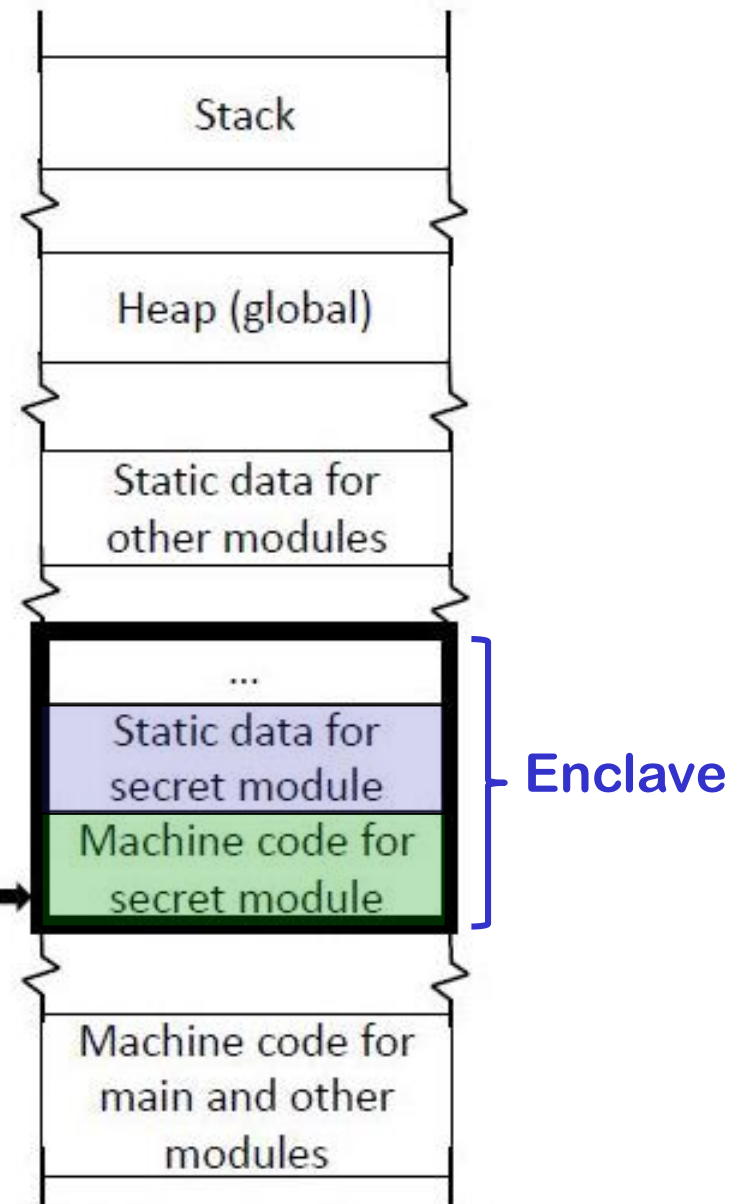 Stack
Heap (global)
Static data for
other modules
...
Static data for
secret module
Enclave
Machine code for
secret module
Machine code for
main and other
modules